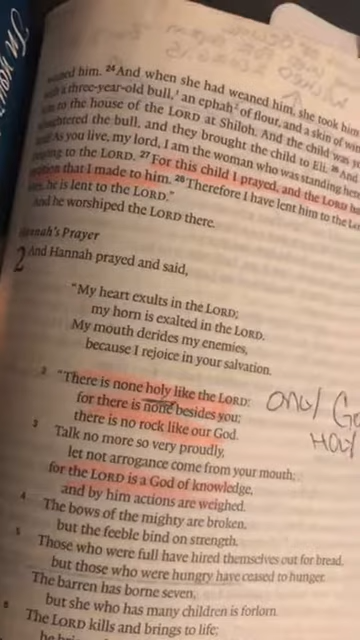 weaned him. 24 And when she had weaned him, she took him
a three-year-old bull, an ephah of flour, and a skin of win
to the house of the LORD at Shiloh. And the child was
the bull, and they brought the child to Eli. 26 And
As you live, my lord, I am the woman who was standing here
to the LORD. 27 For this child I prayed, and the LORD
that I made to him. 28 Therefore I have lent him to the
he is lent to the LORD."
And he worshiped the LORD there.
Hannah's Prayer
2 And Hannah prayed and said,
"My heart exults in the LORD;
my horn is exalted in the LORD.
My mouth derides my enemies,
because I rejoice in your salvation.
2 "There is none holy like the LORD:
for there is none besides you;
there is no rock like our God.
3 Talk no more so very proudly,
let not arrogance come from your mouth;
for the LORD is a God of knowledge,
and by him actions are weighed.
4 The bows of the mighty are broken,
but the feeble bind on strength.
5 Those who were full have hired themselves out for bread,
but those who were hungry have ceased to hunger.
The barren has borne seven,
but she who has many children is forlorn.
6 The LORD kills and brings to life;
only